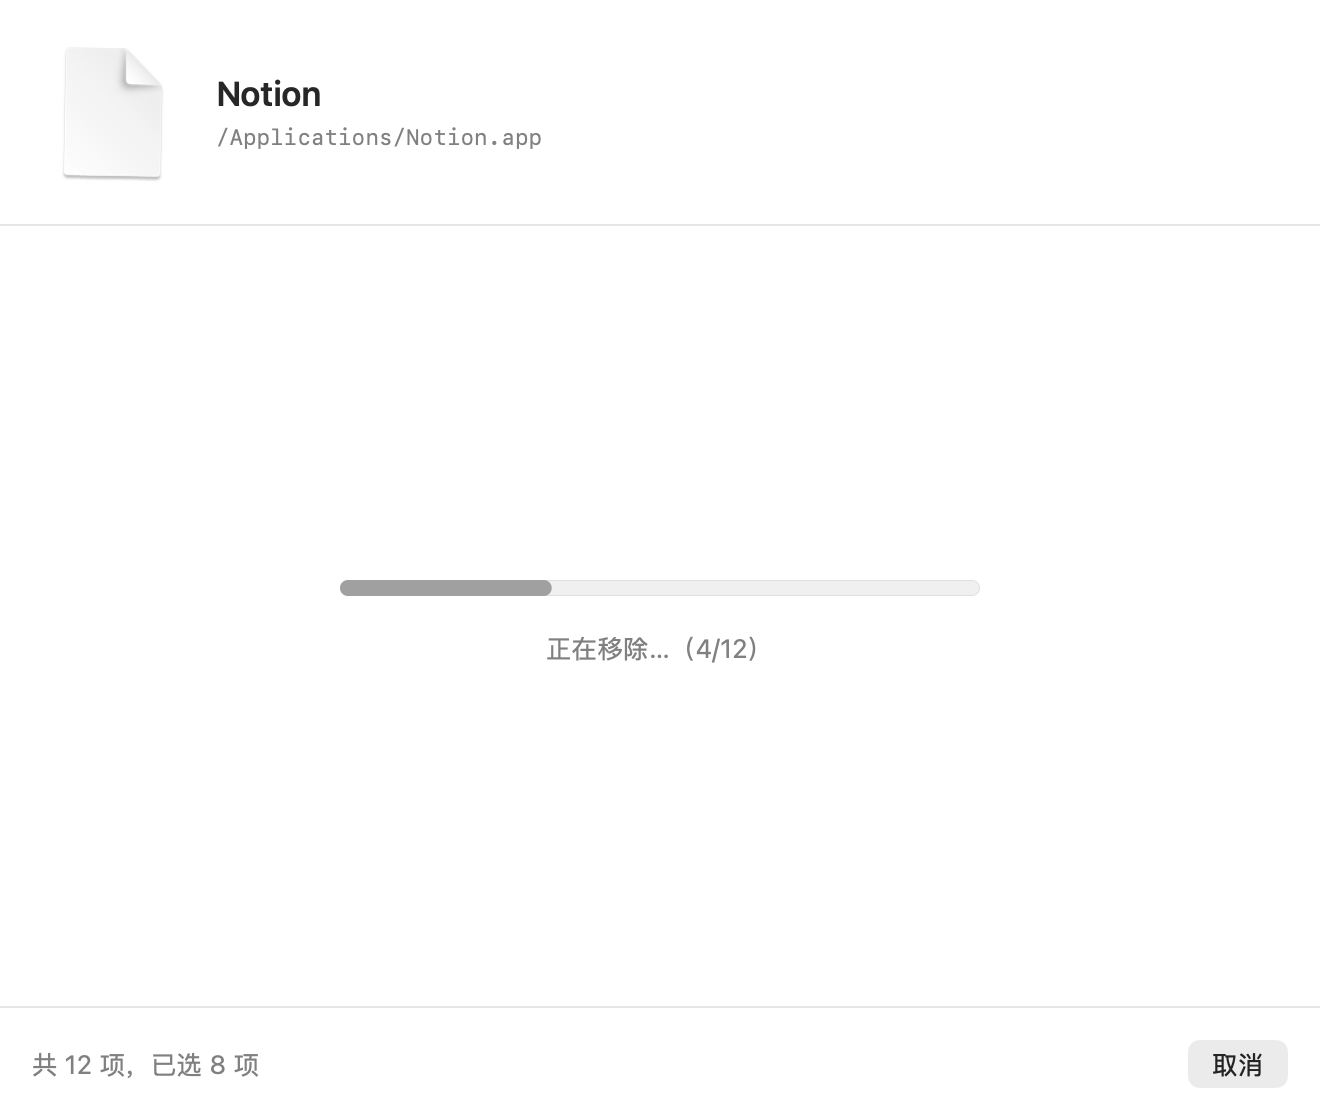 Notion
/Applications/Notion.app
正在移除...（4/12）
共 12 项，已选 8 项
取消